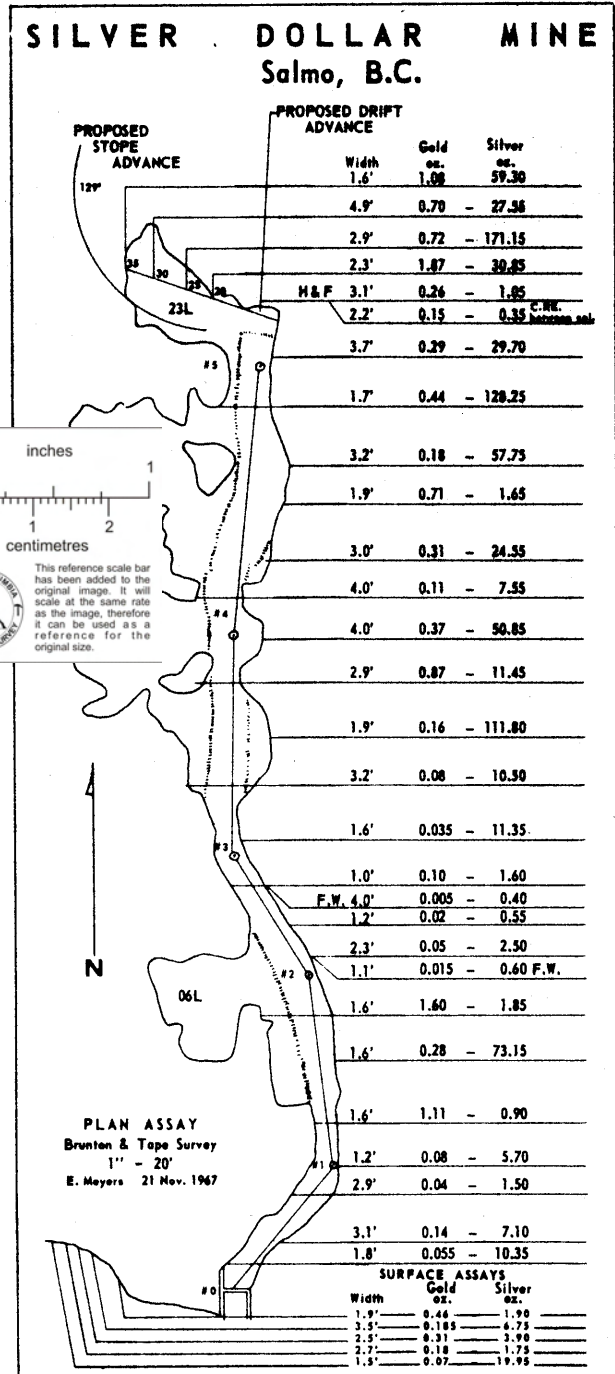 SILVER DOLLAR MINE
Salmo, B.C.
PROPOSED STOPE ADVANCE
129'
PROPOSED DRIFT ADVANCE
Width Gold oz. Silver oz.
1.6' 1.08 59.30
4.9' 0.70 - 27.56
2.9' 0.72 - 171.15
2.3' 1.87 - 30.85
H & F 3.1' 0.26 - 1.05
2.2' 0.15 - 0.35
3.7' 0.29 - 29.70
1.7' 0.44 - 128.25
3.2' 0.18 - 57.75
1.9' 0.71 - 1.65
3.0' 0.31 - 24.55
4.0' 0.11 - 7.55
4.0' 0.37 - 50.85
2.9' 0.87 - 11.45
1.9' 0.16 - 111.80
3.2' 0.08 - 10.50
1.6' 0.035 - 11.35
1.0' 0.10 - 1.60
F.W. 4.0' 0.005 - 0.40
1.2' 0.02 - 0.55
2.3' 0.05 - 2.50
1.1' 0.015 - 0.60 F.W.
1.6' 1.60 - 1.85
1.6' 0.28 - 73.15
1.6' 1.11 - 0.90
1.2' 0.08 - 5.70
2.9' 0.04 - 1.50
3.1' 0.14 - 7.10
1.8' 0.055 - 10.35
35
30
25
23L
#5
#4
#3
#2
#1
#0
06L
N
inches
1
1 2
centimetres
This reference scale bar
has been added to the
original image. It will
scale at the same rate
as the image, therefore
it can be used as a
reference for the
original size.
PLAN ASSAY
Brunton & Tape Survey
1'' - 20'
E. Meyers 21 Nov. 1967
SURFACE ASSAYS
Width Gold oz. Silver oz.
1.9' 0.46 1.90
3.5' 0.185 6.75
2.5' 0.31 3.90
2.7' 0.18 1.75
1.5' 0.07 19.95